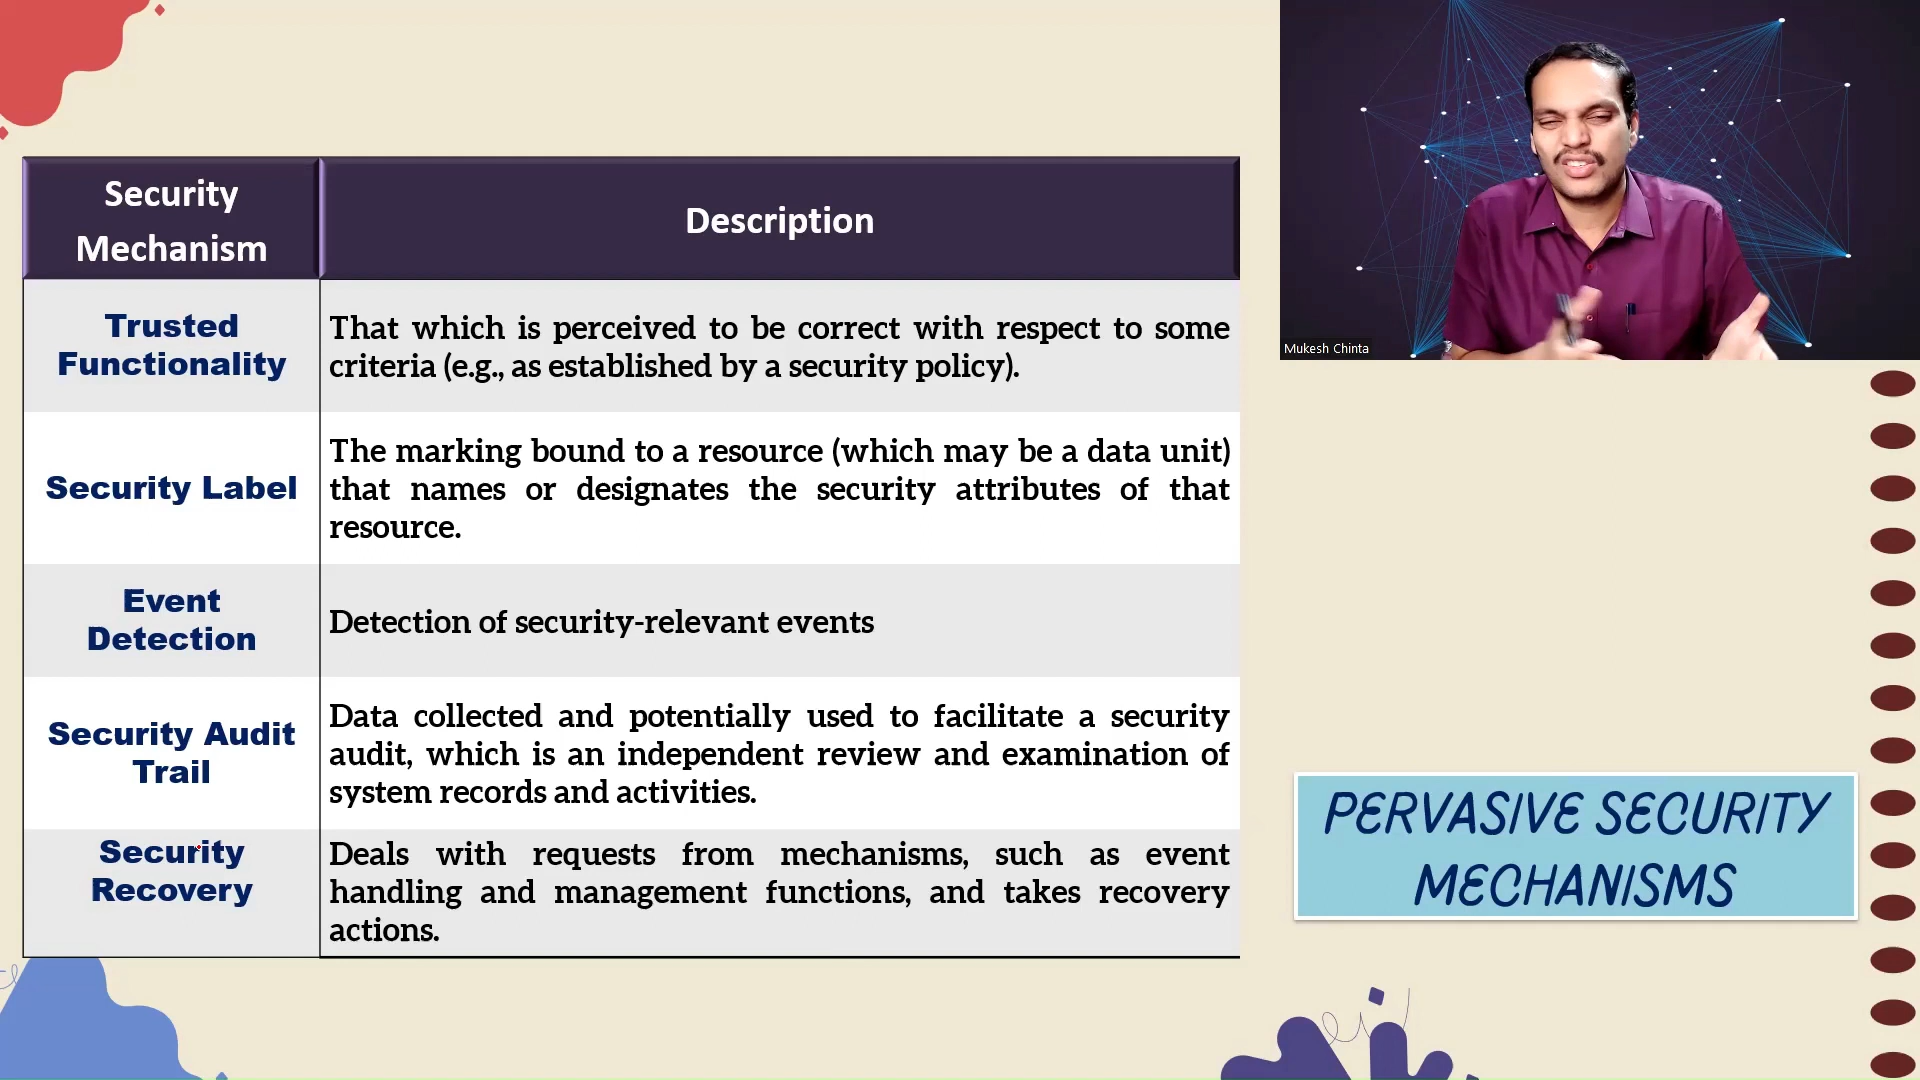 Security
Mechanism
Description
Trusted
Functionality
That which is perceived to be correct with respect to some
criteria (e.g., as established by a security policy).
Security Label
The marking bound to a resource (which may be a data unit)
that names or designates the security attributes of that
resource.
Event
Detection
Detection of security-relevant events
Security Audit
Trail
Data collected and potentially used to facilitate a security
audit, which is an independent review and examination of
system records and activities.
Security
Recovery
Deals with requests from mechanisms, such as event
handling and management functions, and takes recovery
actions.
Mukesh Chinta
PERVASIVE SECURITY
MECHANISMS